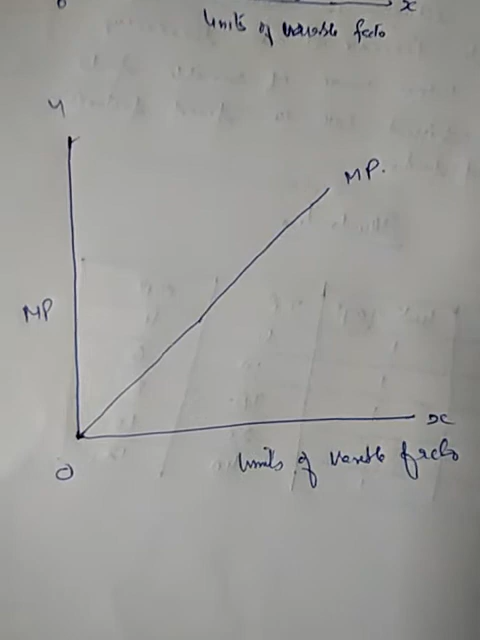 O x
Units of variable facto
y
MP.
MP
x
O
Units of variable facto